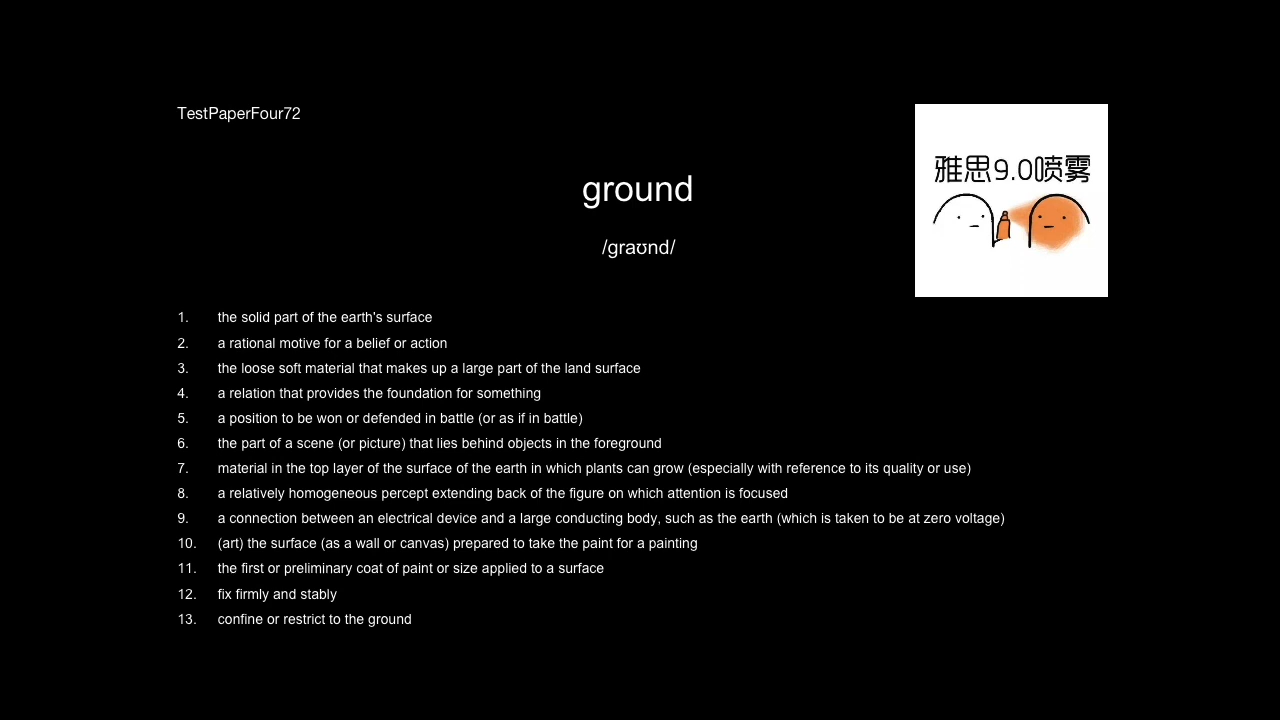 TestPaperFour72
雅思9.0喷雾
ground
/graʊnd/
1. the solid part of the earth's surface
2. a rational motive for a belief or action
3. the loose soft material that makes up a large part of the land surface
4. a relation that provides the foundation for something
5. a position to be won or defended in battle (or as if in battle)
6. the part of a scene (or picture) that lies behind objects in the foreground
7. material in the top layer of the surface of the earth in which plants can grow (especially with reference to its quality or use)
8. a relatively homogeneous percept extending back of the figure on which attention is focused
9. a connection between an electrical device and a large conducting body, such as the earth (which is taken to be at zero voltage)
10. (art) the surface (as a wall or canvas) prepared to take the paint for a painting
11. the first or preliminary coat of paint or size applied to a surface
12. fix firmly and stably
13. confine or restrict to the ground